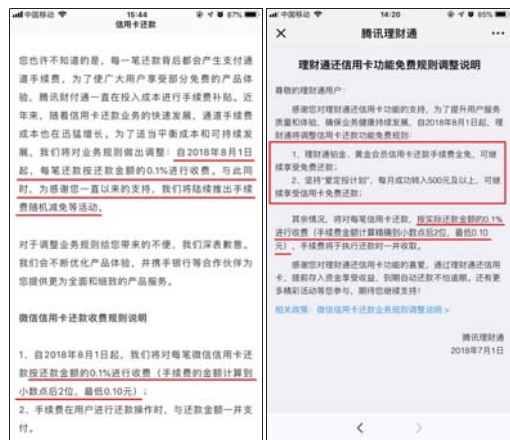 中国移动 15:44 87%
信用卡还款
您也许不知道的是，每一笔还款背后都会产生支付通
道手续费。为了使广大用户享受部分免费的产品体
验，腾讯财付通一直在投入成本进行手续费补贴。近
年来，随着信用卡还款业务的快速发展，通道手续费
成本也在迅猛增长。为了适当平衡成本和可持续发
展，我们将对业务规则做出调整：自2018年8月1日
起，每笔还款按还款金额的0.1%进行收费。与此同
时，为感谢您一直以来的支持，我们将陆续推出手续
费随机减免等活动。
对于调整业务规则给您带来的不便，我们深表歉意。
我们会不断优化产品体验，并携手银行等合作伙伴为
您提供更为全面和细致的产品服务。
微信信用卡还款收费规则说明
1、自2018年8月1日起，我们将对每笔微信信用卡还
款按还款金额的0.1%进行收费（手续费的金额计算到
小数点后2位，最低0.10元）；
2、手续费在用户进行还款操作时，与还款金额一并支
付。
中国移动 14:20 85%
腾讯理财通
理财通还信用卡功能免费规则调整说明
尊敬的理财通用户：
感谢您对理财通还信用卡功能的支持，为了提升用户服务
质量和体验，确保业务健康持续发展，自2018年8月1日起，理
财通将调整信用卡还款功能免费规则：
1、理财通铂金、黄金会员信用卡还款手续费全免，可继
续享受免费还款；
2、坚持“爱定投计划”，每月成功转入500元及以上，可继
续享受信用卡免费还款；
其余情况，将对每笔信用卡还款，按实际还款金额的0.1%
进行收费（手续费金额计算精确到小数点后2位，最低0.10
元），手续费将于执行还款时一并收取。
感谢您对理财通还信用卡功能的喜爱，通过理财通还信用
卡，提前存入资金享受收益，到期自动还款不怕逾期。还有更
多精彩活动等您参与，期待您继续支持！
相关政策：微信信用卡还款业务规则调整说明 >
腾讯理财通
2018年7月1日